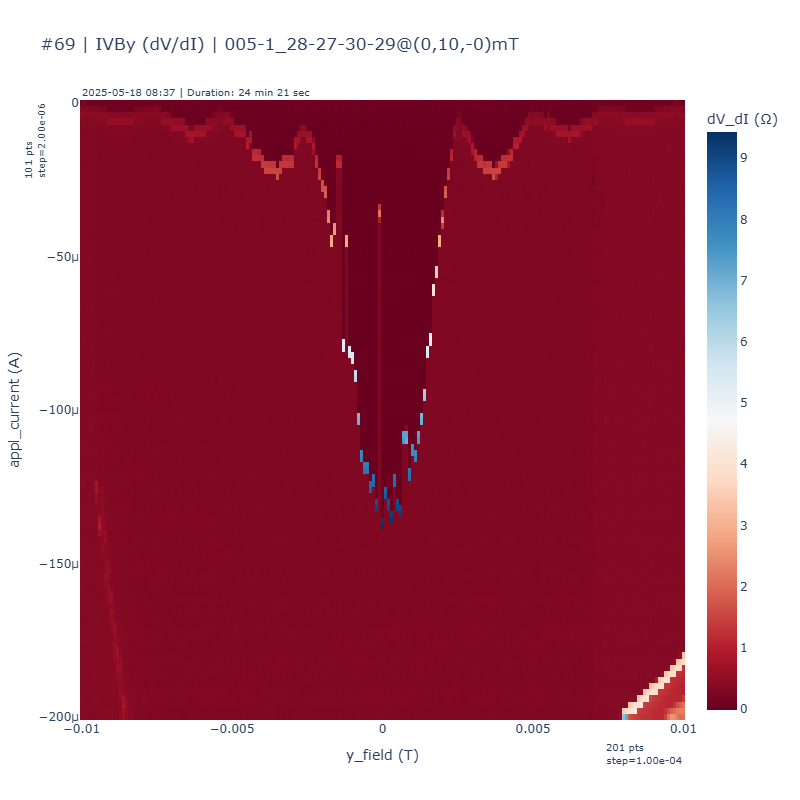 #69 | IVBy (dV/dI) | 005-1_28-27-30-29@(0,10,-0)mT
2025-05-18 08:37 | Duration: 24 min 21 sec
dV_dI (Ω)
101 pts
step=2.00e-06
0
−50μ
−100μ
−150μ
−200μ
appl_current (A)
9
8
7
6
5
4
3
2
1
0
−0.01
−0.005
0
0.005
0.01
y_field (T)
201 pts
step=1.00e-04